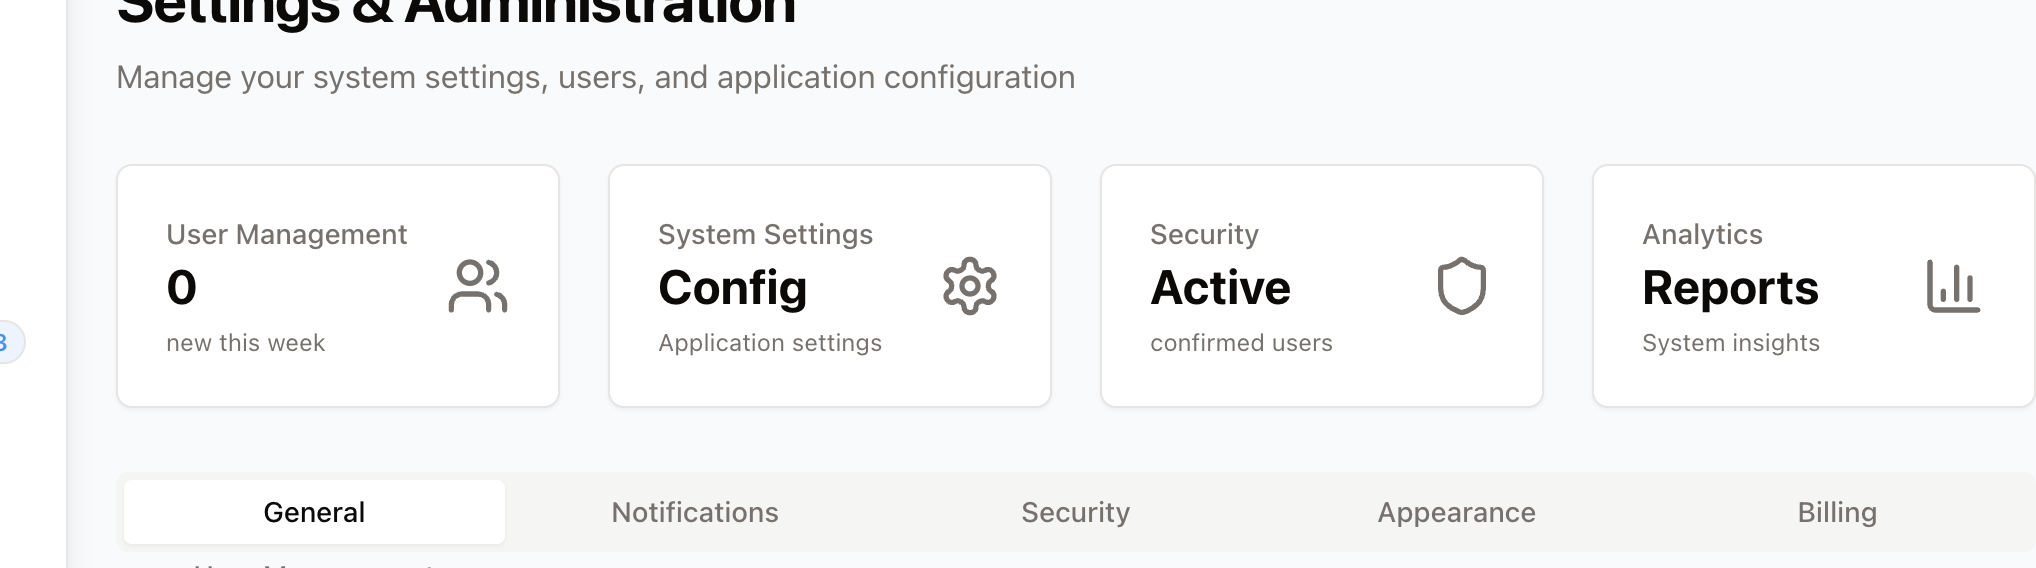 Settings & Administration
Manage your system settings, users, and application configuration
User Management
0
new this week
System Settings
Config
Application settings
Security
Active
confirmed users
Analytics
Reports
System insights
3
General
Notifications
Security
Appearance
Billing